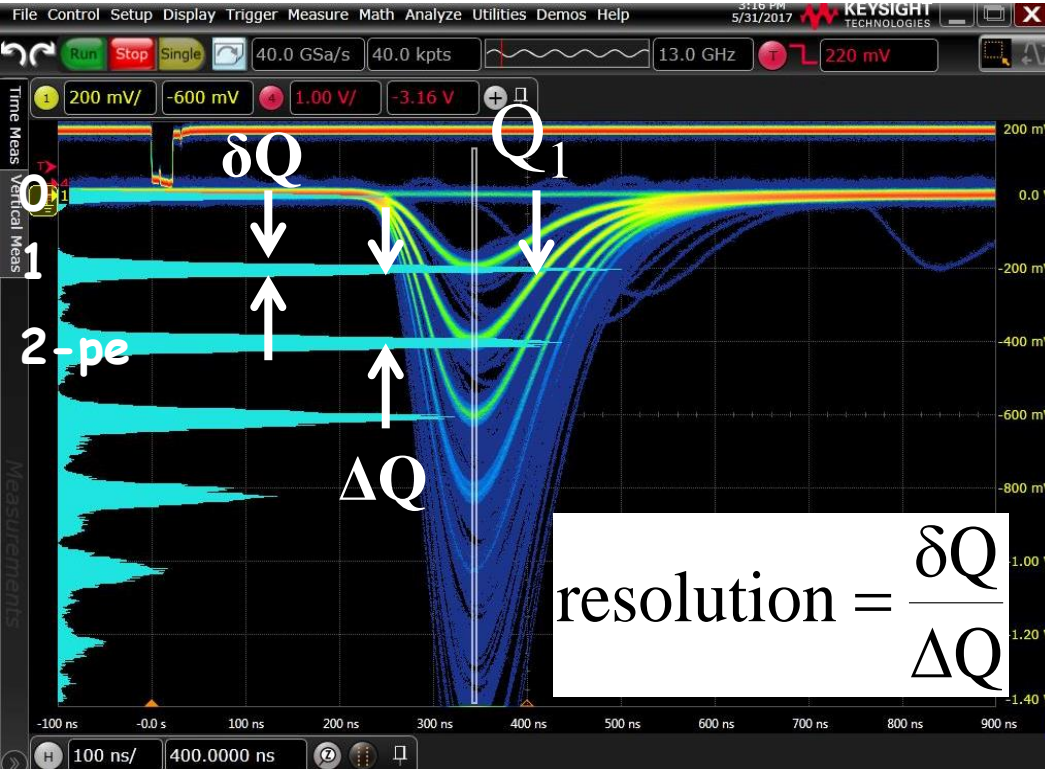 File Control Setup Display Trigger Measure Math Analyze Utilities Demos Help
3:16 PM
5/31/2017
KEYSIGHT
TECHNOLOGIES
X
Run Stop Single 40.0 GSa/s 40.0 kpts 13.0 GHz T 220 mV
1 200 mV/ -600 mV 4 1.00 V/ -3.16 V +
Time Meas
Vertical Meas
Measurements
T
1
δQ
Q1
0
1
2-pe
ΔQ
resolution = δQ/ΔQ
200 mV
0.0 V
-200 mV
-400 mV
-600 mV
-800 mV
1.00 V
1.20 V
-1.40 V
-100 ns -0.0 s 100 ns 200 ns 300 ns 400 ns 500 ns 600 ns 700 ns 800 ns 900 ns
H 100 ns/ 400.0000 ns Z